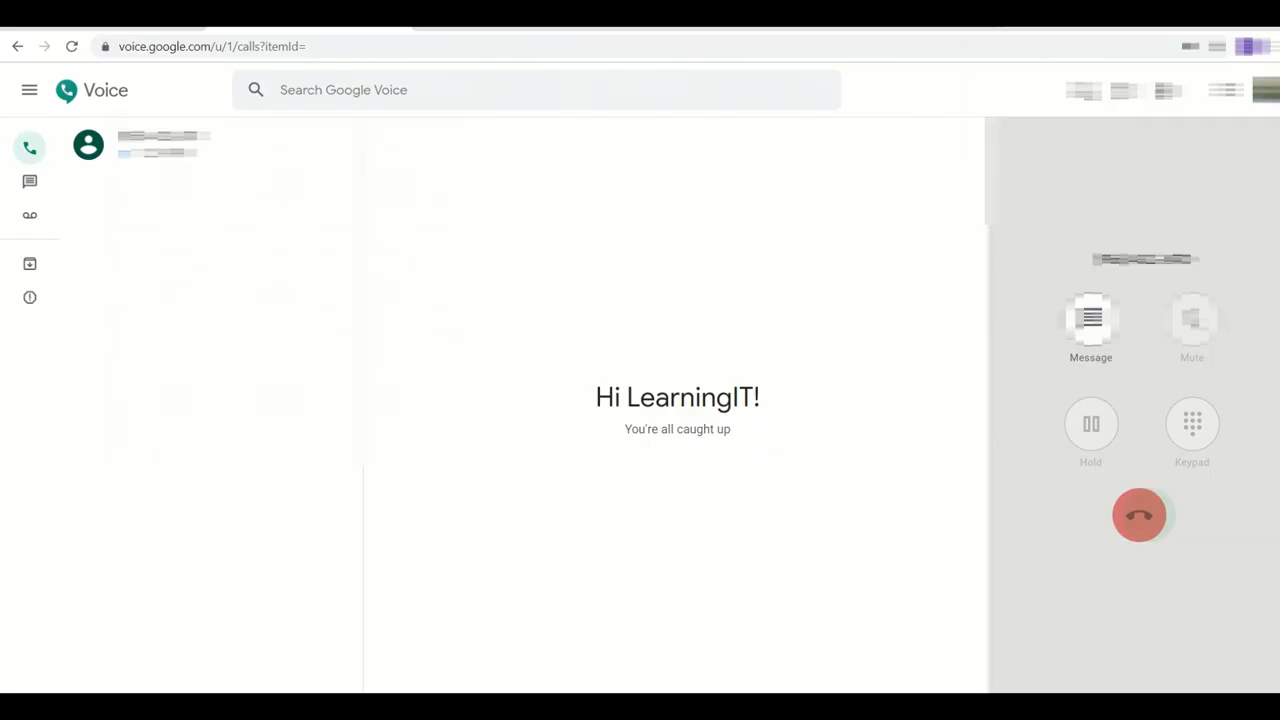 voice.google.com/u/1/calls?itemId=
Voice
Search Google Voice
Hi LearningIT!
You're all caught up
Message
Mute
Hold
Keypad